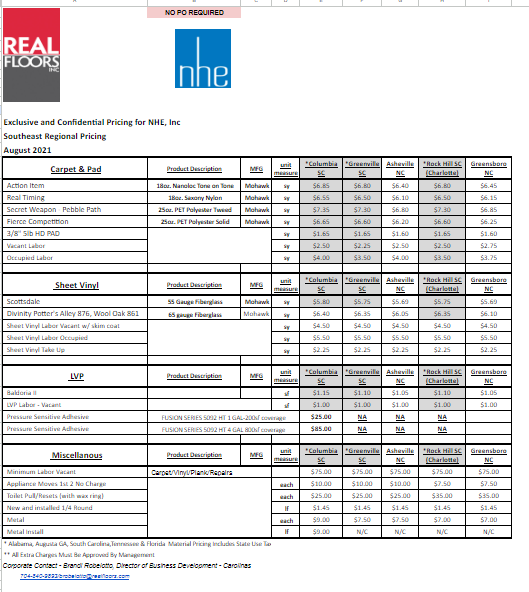 NO PO REQUIRED
REAL
FLOORS
INC
nhe
Exclusive and Confidential Pricing for NHE, Inc
Southeast Regional Pricing
August 2021
Carpet & Pad Product Description MFG unit measure *Columbia SC *Greenville SC Asheville NC *Rock Hill SC (Charlotte) Greensboro NC
Action Item 18oz. Nanoloc Tone on Tone Mohawk sy $6.85 $6.80 $6.40 $6.80 $6.45
Real Timing 18oz. Saxony Nylon Mohawk sy $6.55 $6.50 $6.10 $6.50 $6.15
Secret Weapon - Pebble Path 25oz. PET Polyester Tweed Mohawk sy $7.35 $7.30 $6.80 $7.30 $6.85
Fierce Competition 25oz. PET Polyester Solid Mohawk sy $6.65 $6.60 $6.20 $6.60 $6.25
3/8" 5lb HD PAD sy $1.65 $1.65 $1.60 $1.65 $1.60
Vacant Labor sy $2.50 $2.25 $2.50 $2.50 $2.75
Occupied Labor sy $4.00 $3.50 $4.00 $3.50 $3.75
Sheet Vinyl Product Description MFG unit measure *Columbia SC *Greenville SC Asheville NC *Rock Hill SC (Charlotte) Greensboro NC
Scottsdale 55 Gauge Fiberglass Mohawk sy $5.80 $5.75 $5.69 $5.75 $5.69
Divinity Potter's Alley 876, Wool Oak 861 65 gauge Fiberglass Mohawk sy $6.40 $6.35 $6.05 $6.35 $6.10
Sheet Vinyl Labor Vacant w/ skim coat sy $4.50 $4.50 $4.50 $4.50 $4.50
Sheet Vinyl Labor Occupied sy $5.50 $5.50 $5.50 $5.50 $5.50
Sheet Vinyl Take Up sy $2.25 $2.25 $2.25 $2.25 $2.25
LVP Product Description MFG unit measure *Columbia SC *Greenville SC Asheville NC *Rock Hill SC (Charlotte) Greensboro NC
Baldona II sf $1.15 $1.10 $1.05 $1.10 $1.05
LVP Labor - Vacant sf $1.00 $1.00 $1.00 $1.00 $1.00
Pressure Sensitive Adhesive FUSION SERIES 5092 HT 1 GAL-200sf coverage $25.00 NA NA NA
Pressure Sensitive Adhesive FUSION SERIES 5092 HT 4 GAL 800sf coverage $85.00 NA NA NA
Miscellanous Product Description MFG unit measure *Columbia SC *Greenville SC Asheville NC *Rock Hill SC (Charlotte) Greensboro NC
Minimum Labor Vacant Carpet/Vinyl/Plank/Repairs $75.00 $75.00 $75.00 $75.00 $75.00
Appliance Moves 1st 2 No Charge each $10.00 $10.00 $10.00 $7.50 $7.50
Toilet Pull/Resets (with wax ring) each $25.00 $25.00 $25.00 $35.00 $35.00
New and installed 1/4 Round lf $1.45 $1.45 $1.45 $1.45 $1.45
Metal each $9.00 $7.50 $7.50 $7.00 $7.00
Metal Install lf $9.00 N/C N/C N/C N/C
* Alabama, Augusta GA, South Carolina,Tennessee & Florida Material Pricing Includes State Use Tax
** All Extra Charges Must Be Approved By Management
Corporate Contact - Brandi Robelotto, Director of Business Development - Carolinas